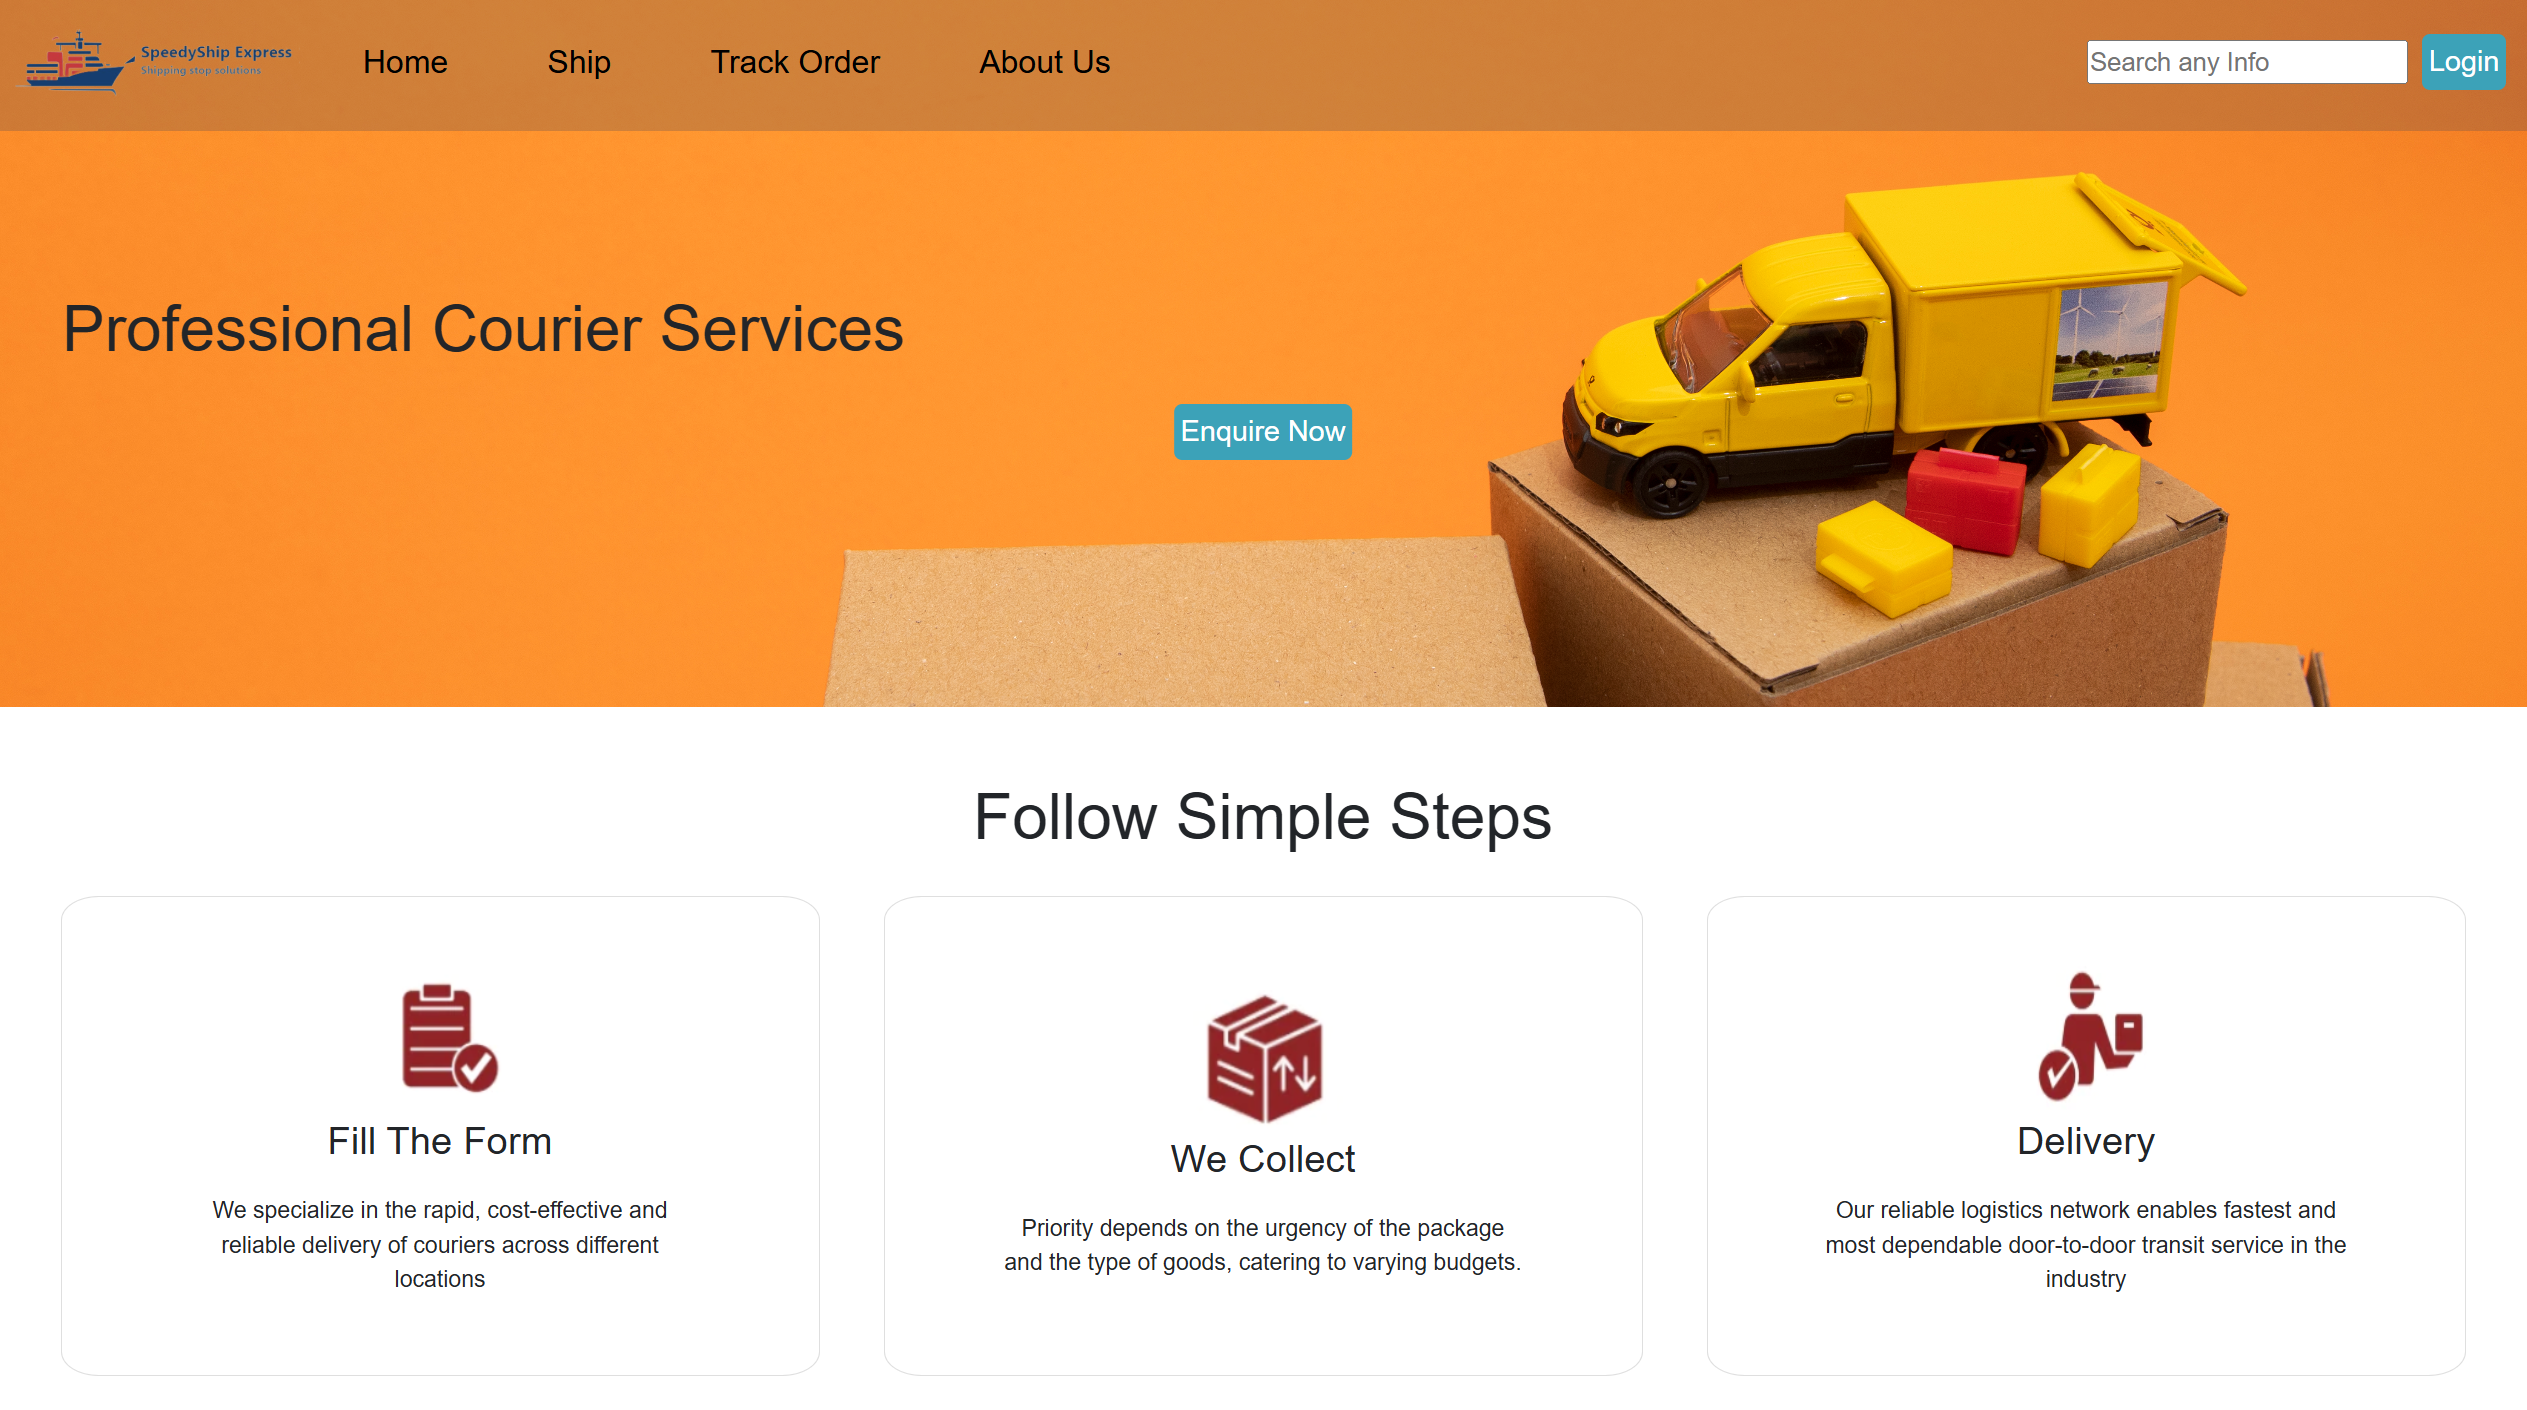 SpeedyShip Express
Shipping stop solutions
Home
Ship
Track Order
About Us
Search any Info
Login
Professional Courier Services
Enquire Now
Follow Simple Steps
Fill The Form
We specialize in the rapid, cost-effective and
reliable delivery of couriers across different
locations
We Collect
Priority depends on the urgency of the package
and the type of goods, catering to varying budgets.
Delivery
Our reliable logistics network enables fastest and
most dependable door-to-door transit service in the
industry